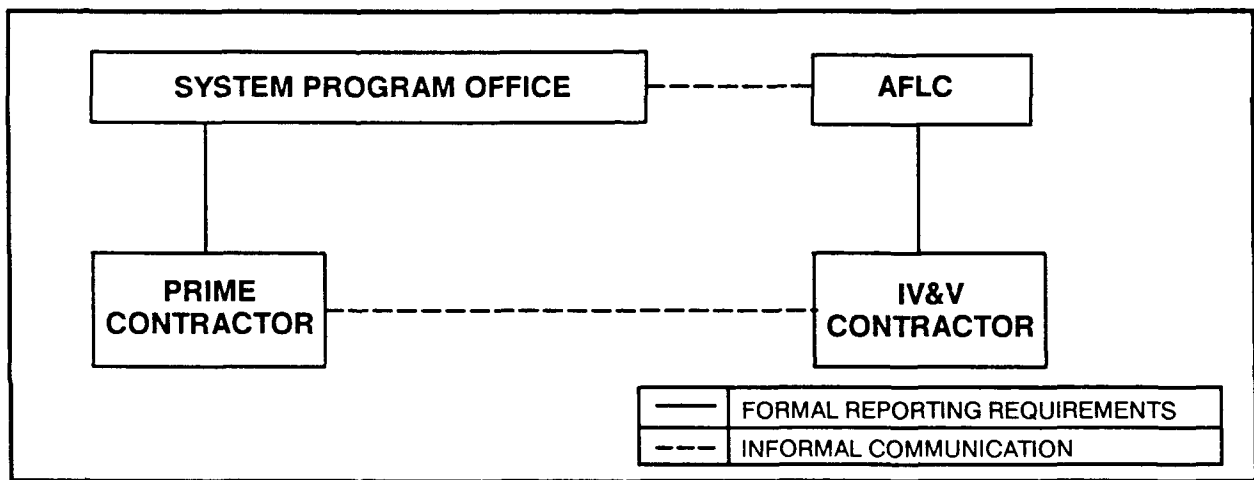 SYSTEM PROGRAM OFFICE
AFLC
PRIME
CONTRACTOR
IV&V
CONTRACTOR
FORMAL REPORTING REQUIREMENTS
INFORMAL COMMUNICATION